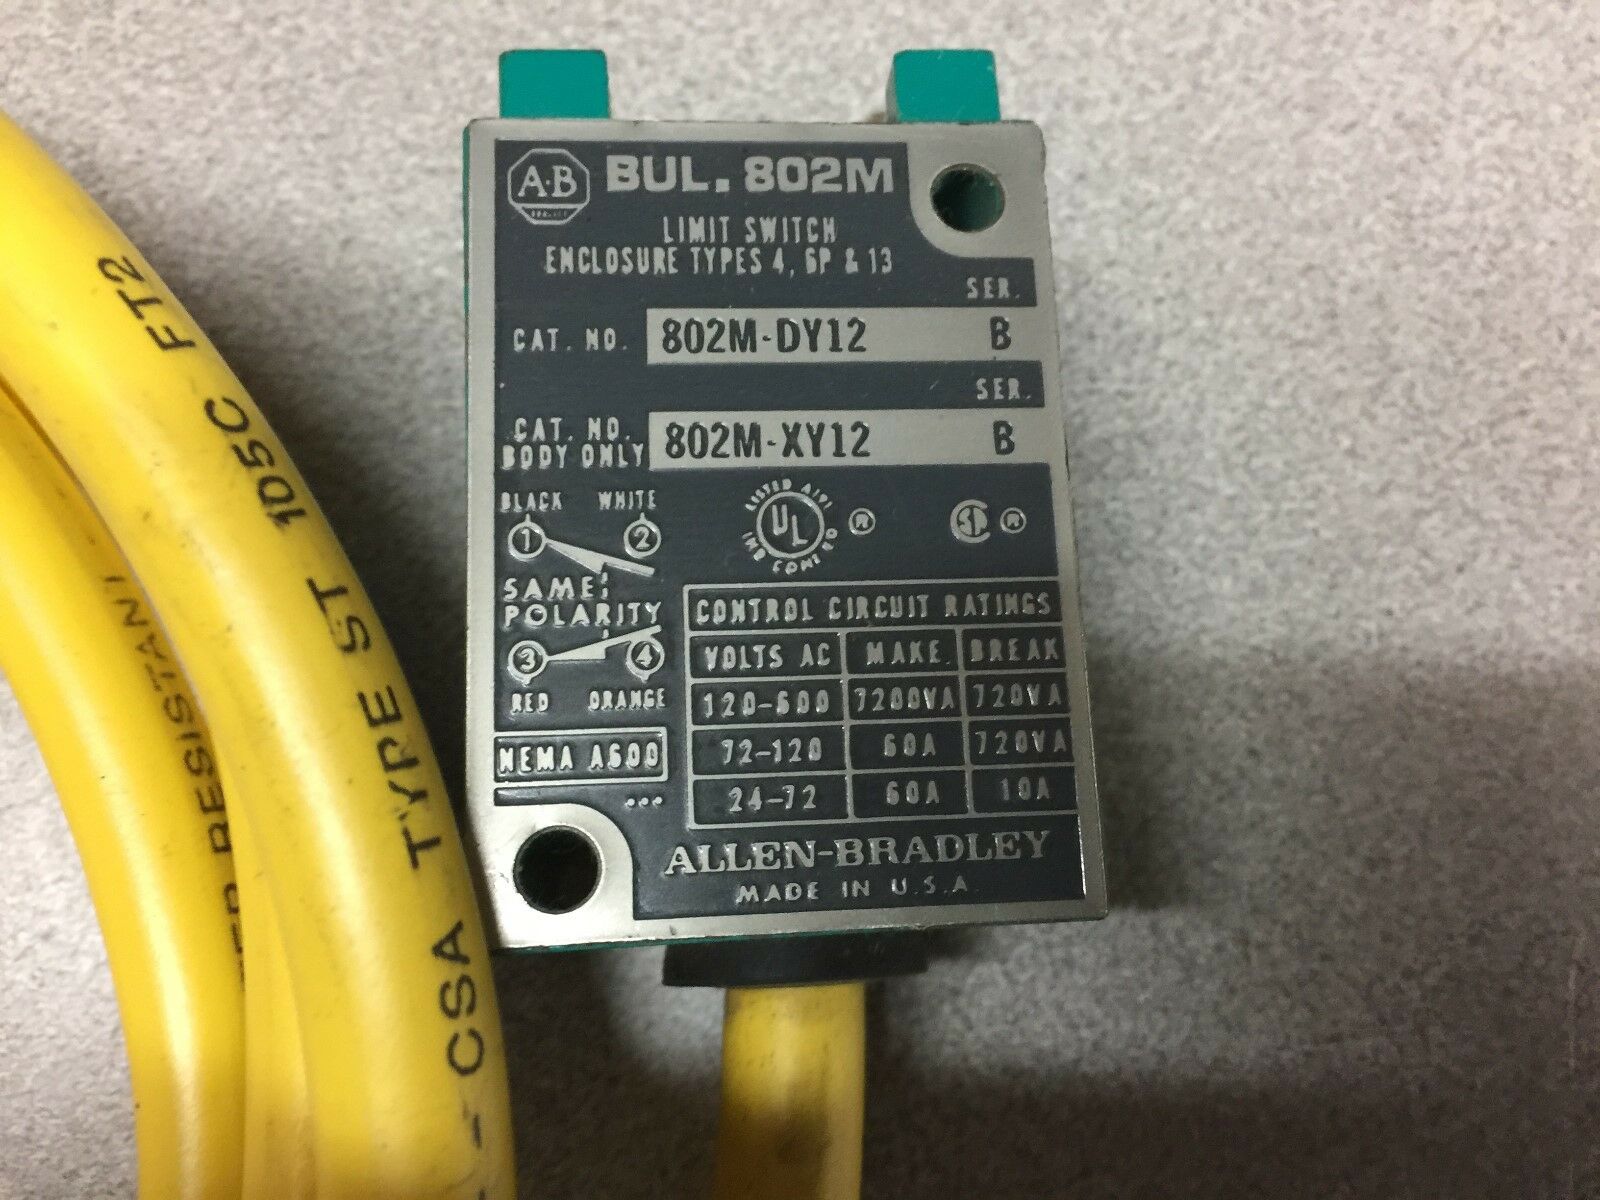 A·B
BUL. 802M
LIMIT SWITCH
ENCLOSURE TYPES 4, 6P & 13
SER.
CAT. NO. 802M-DY12 B
SER.
CAT. NO.
BODY ONLY 802M-XY12 B
BLACK WHITE
1 2
SAME
POLARITY
3 4
RED ORANGE
NEMA A600
LISTED
UL ®
®
CONTROL CIRCUIT RATINGS
VOLTS AC MAKE BREAK
120-600 7200VA 720VA
72-120 60A 720VA
24-72 60A 10A
ALLEN-BRADLEY
MADE IN U.S.A.
CSA TYPE ST 105C FT2